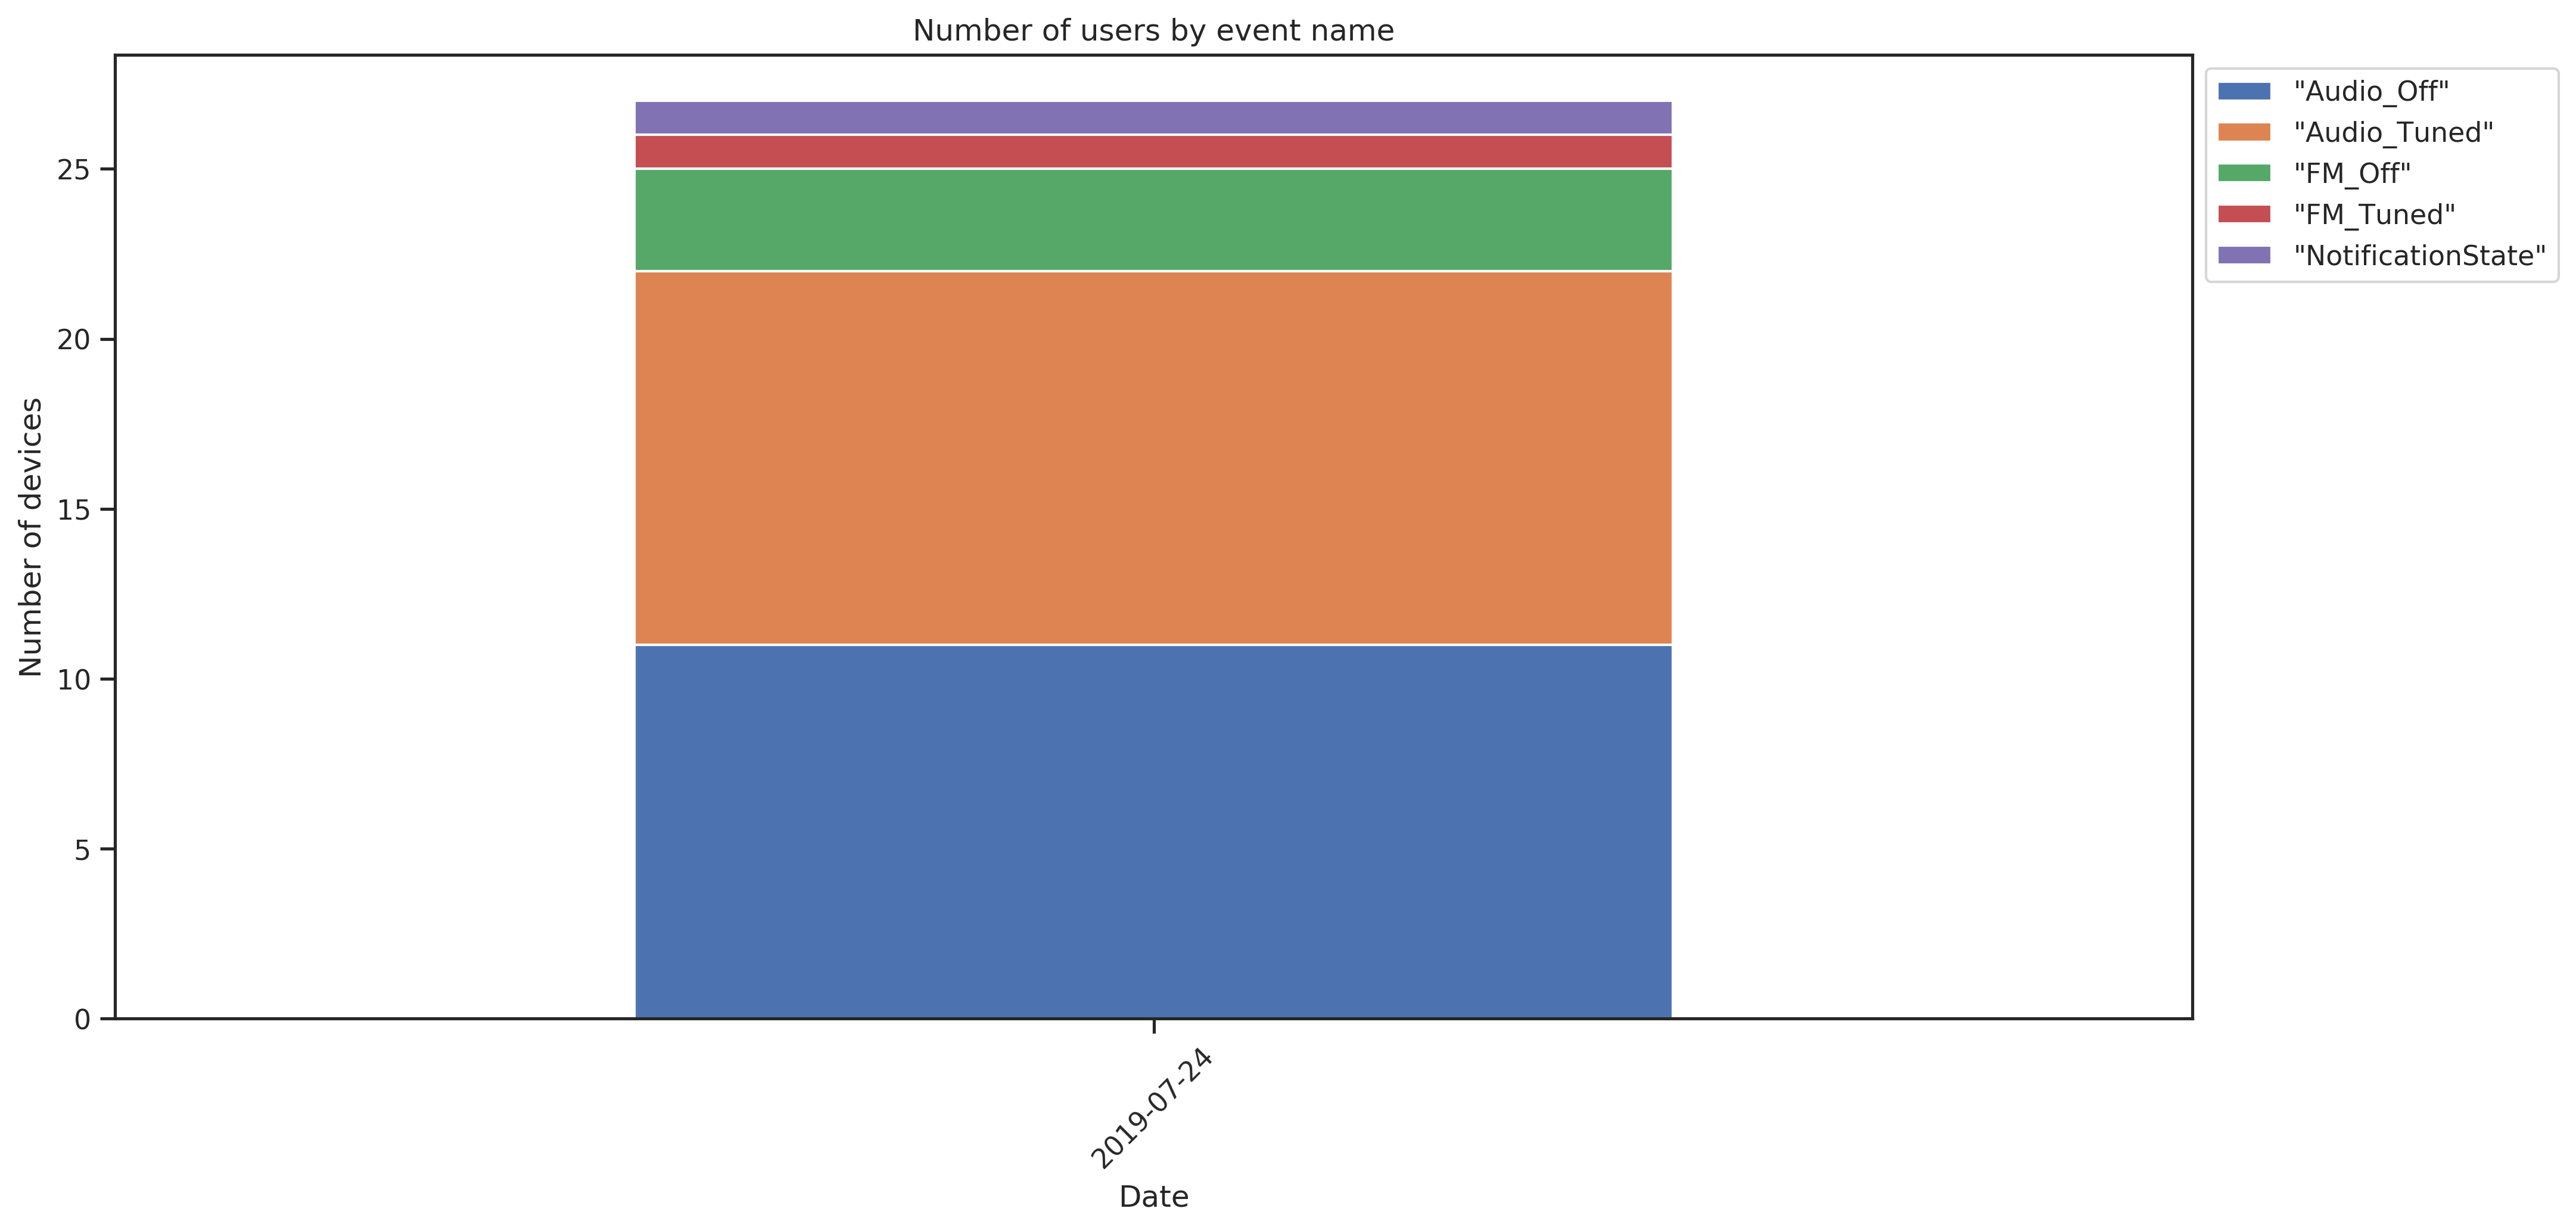 Number of users by event name
"Audio_Off"
"Audio_Tuned"
"FM_Off"
"FM_Tuned"
"NotificationState"
Number of devices
25
20
15
10
5
0
2019-07-24
Date